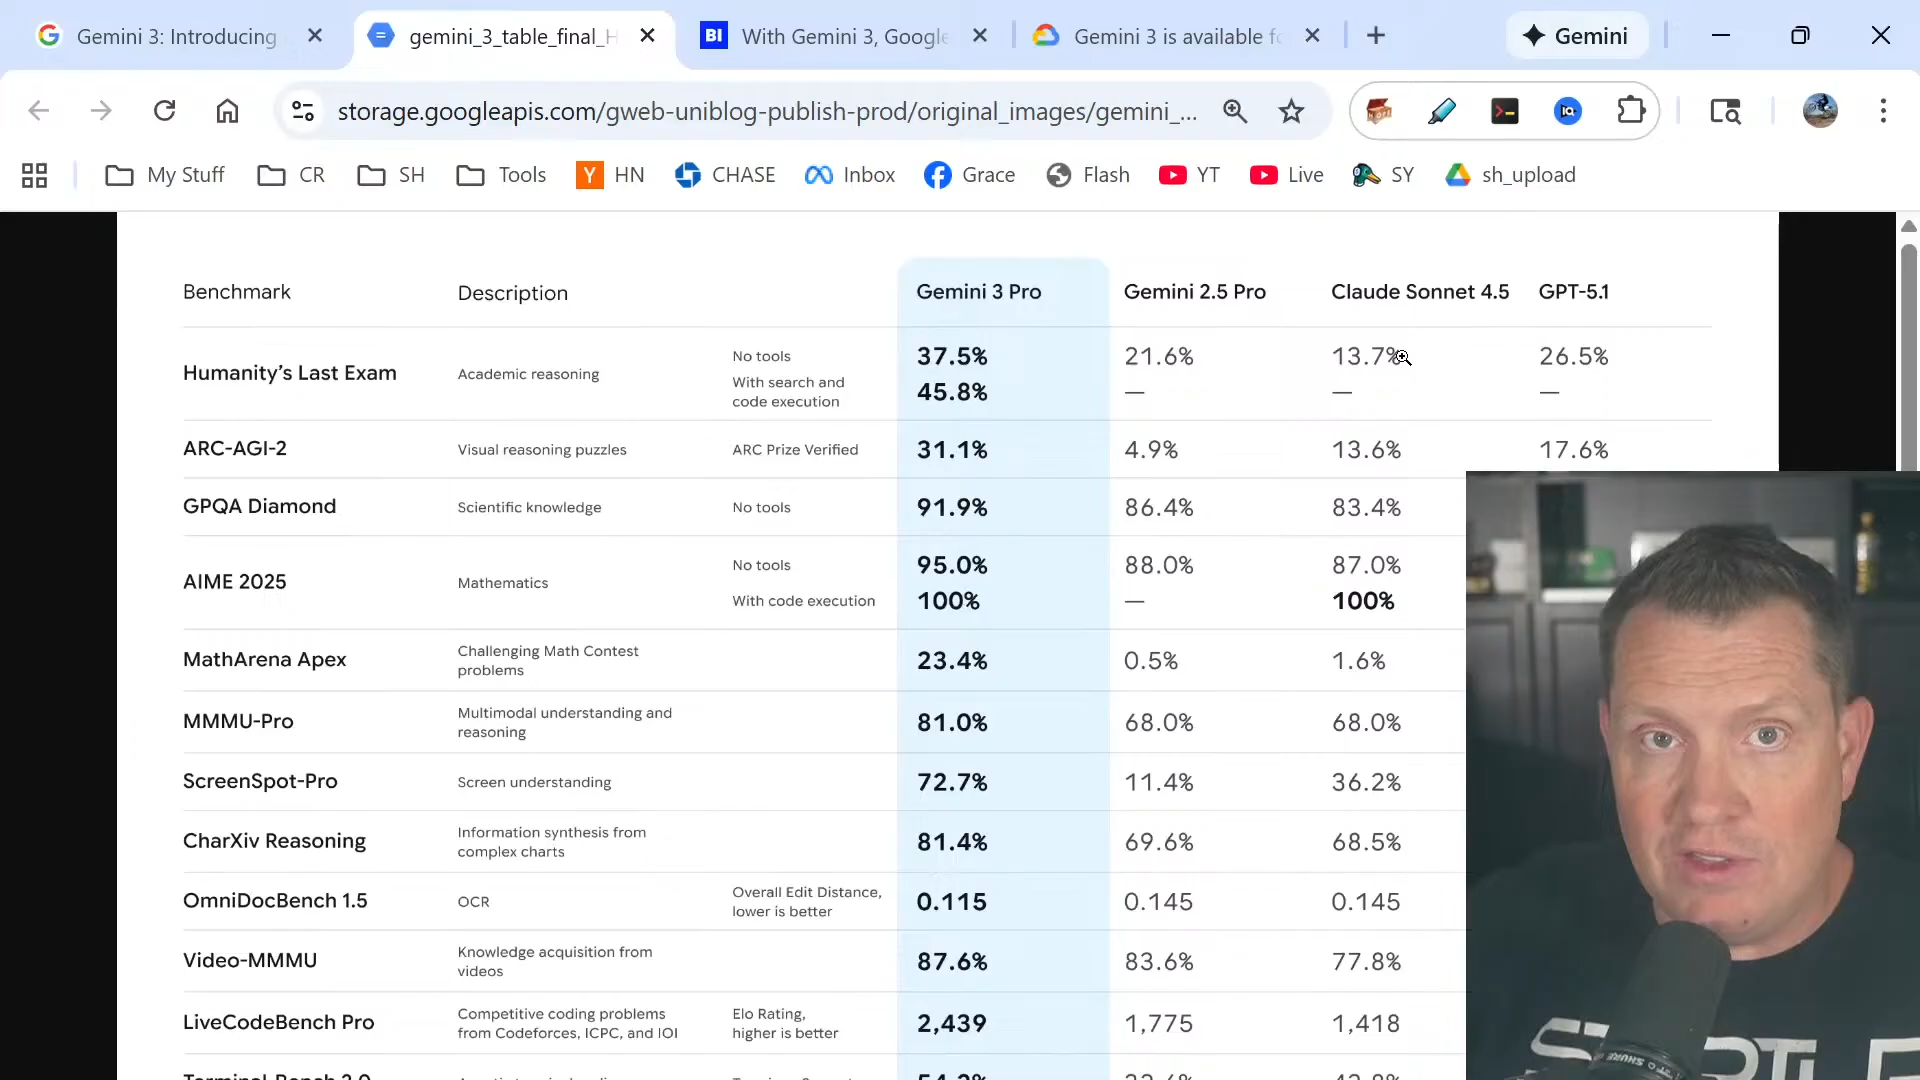 Gemini 3: Introducing
gemini_3_table_final_H
BI With Gemini 3, Google
Gemini 3 is available fo
Gemini
storage.googleapis.com/gweb-uniblog-publish-prod/original_images/gemini_...
My Stuff CR SH Tools Y HN CHASE Inbox Grace Flash YT Live SY sh_upload
Benchmark Description Gemini 3 Pro Gemini 2.5 Pro Claude Sonnet 4.5 GPT-5.1
Humanity's Last Exam Academic reasoning No tools 37.5% 21.6% 13.7% 26.5%
With search and code execution 45.8% — — —
ARC-AGI-2 Visual reasoning puzzles ARC Prize Verified 31.1% 4.9% 13.6% 17.6%
GPQA Diamond Scientific knowledge No tools 91.9% 86.4% 83.4%
AIME 2025 Mathematics No tools 95.0% 88.0% 87.0%
With code execution 100% — 100%
MathArena Apex Challenging Math Contest problems 23.4% 0.5% 1.6%
MMMU-Pro Multimodal understanding and reasoning 81.0% 68.0% 68.0%
ScreenSpot-Pro Screen understanding 72.7% 11.4% 36.2%
CharXiv Reasoning Information synthesis from complex charts 81.4% 69.6% 68.5%
OmniDocBench 1.5 OCR Overall Edit Distance, lower is better 0.115 0.145 0.145
Video-MMMU Knowledge acquisition from videos 87.6% 83.6% 77.8%
LiveCodeBench Pro Competitive coding problems from Codeforces, ICPC, and IOI Elo Rating, higher is better 2,439 1,775 1,418
SHURE